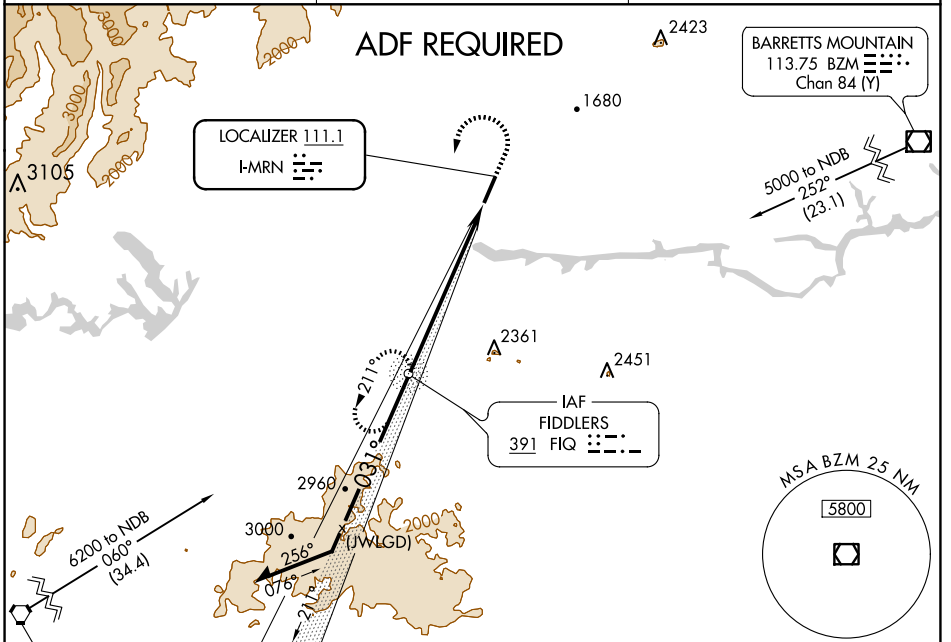 ADF REQUIRED
2423
BARRETTS MOUNTAIN
113.75 BZM
Chan 84 (Y)
2000
3000
1680
LOCALIZER 111.1
I-MRN
3105
2000
5000 to NDB
252°
(23.1)
2361
2451
211°
IAF
FIDDLERS
391 FIQ
031°
MSA BZM 25 NM
5800
2960
3000
2000
(JWLGD)
256°
076°
211°
6200 to NDB
060°
(34.4)